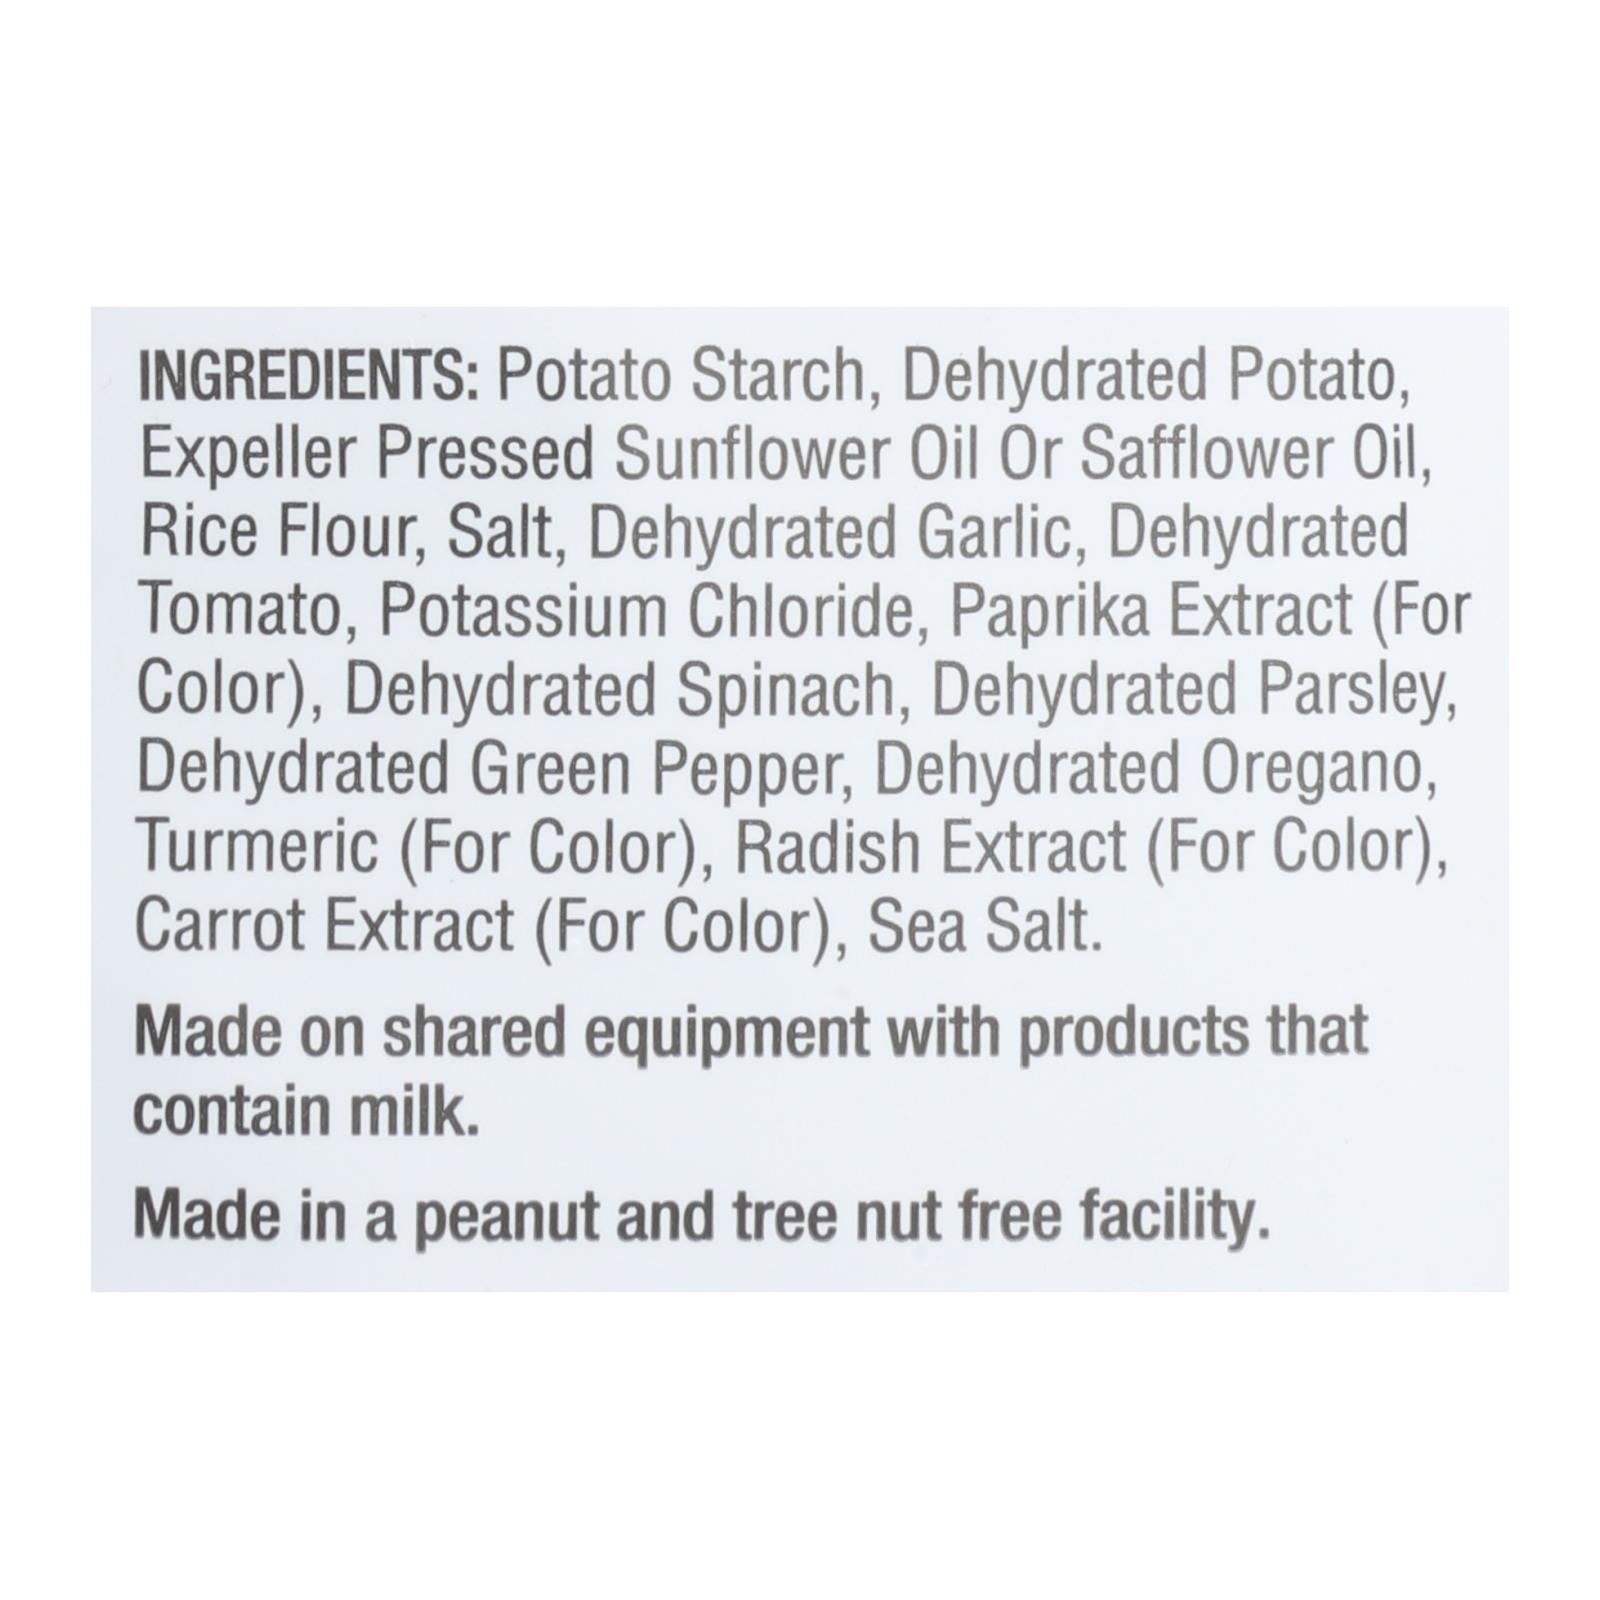 INGREDIENTS: Potato Starch, Dehydrated Potato,
Expeller Pressed Sunflower Oil Or Safflower Oil,
Rice Flour, Salt, Dehydrated Garlic, Dehydrated
Tomato, Potassium Chloride, Paprika Extract (For
Color), Dehydrated Spinach, Dehydrated Parsley,
Dehydrated Green Pepper, Dehydrated Oregano,
Turmeric (For Color), Radish Extract (For Color),
Carrot Extract (For Color), Sea Salt.
Made on shared equipment with products that
contain milk.
Made in a peanut and tree nut free facility.